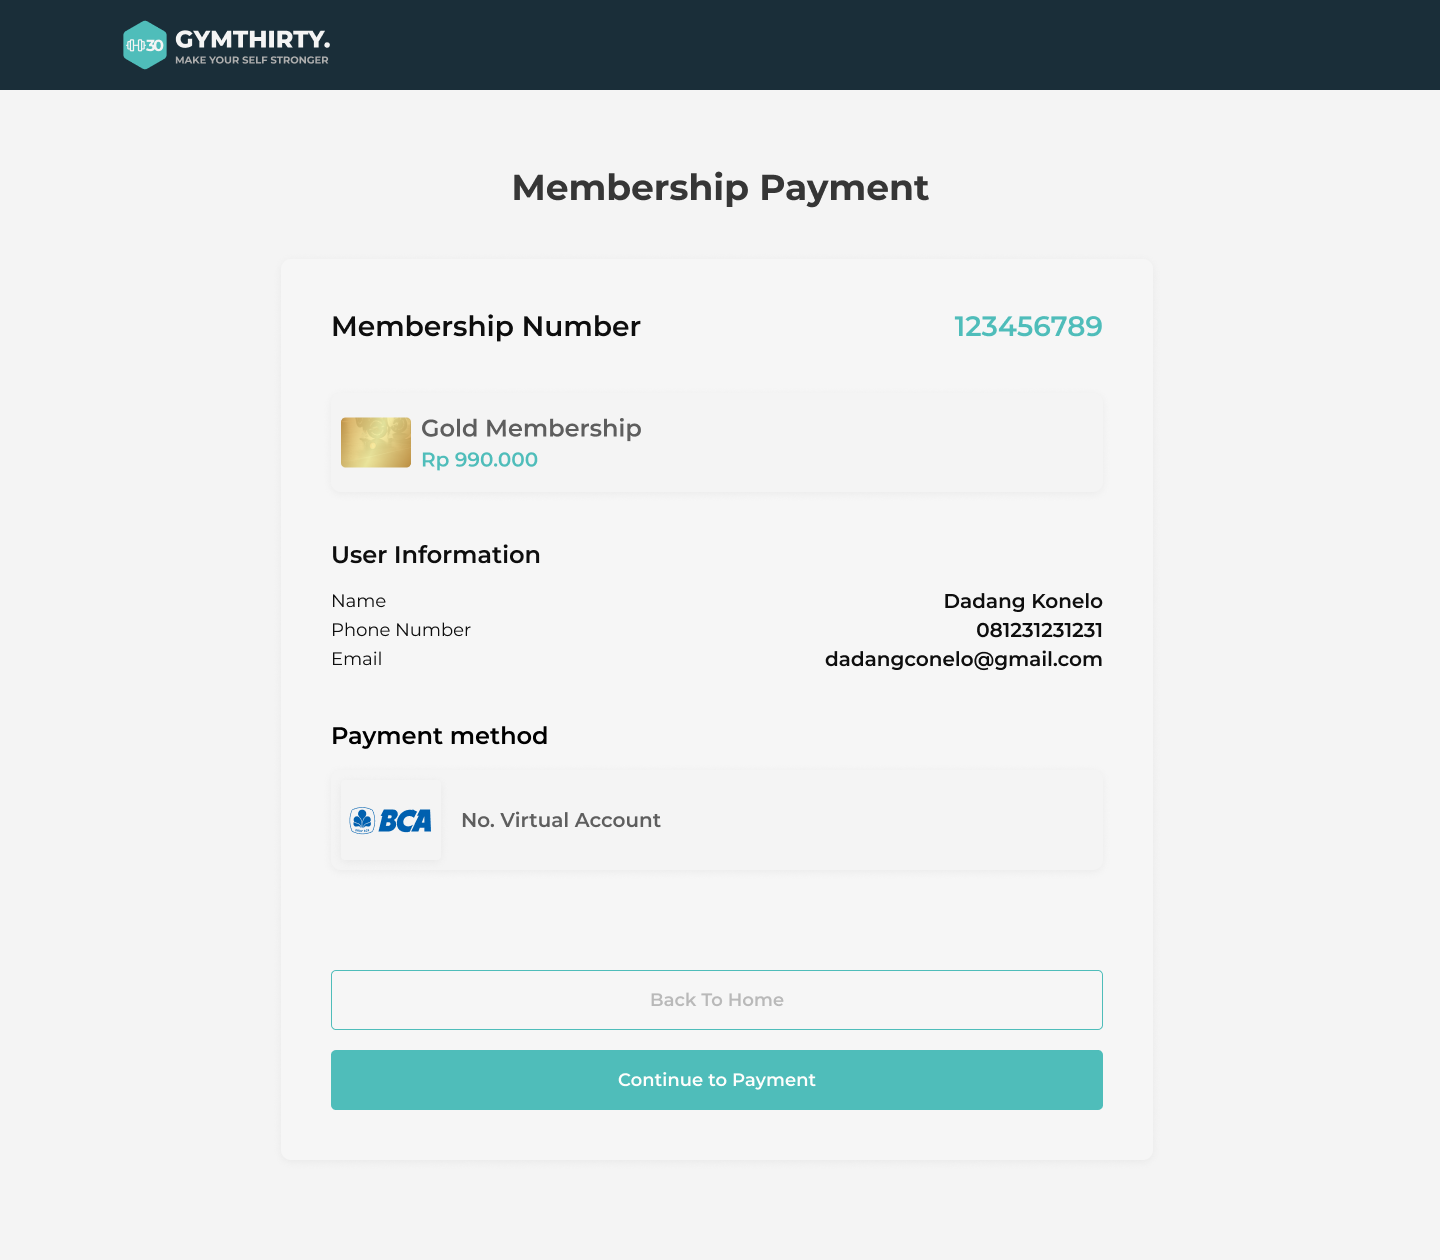 30
GYMTHIRTY.
MAKE YOUR SELF STRONGER
Membership Payment
Membership Number 123456789
Gold Membership
Rp 990.000
User Information
Name Dadang Konelo
Phone Number 081231231231
Email dadangconelo@gmail.com
Payment method
BCA No. Virtual Account
Back To Home
Continue to Payment